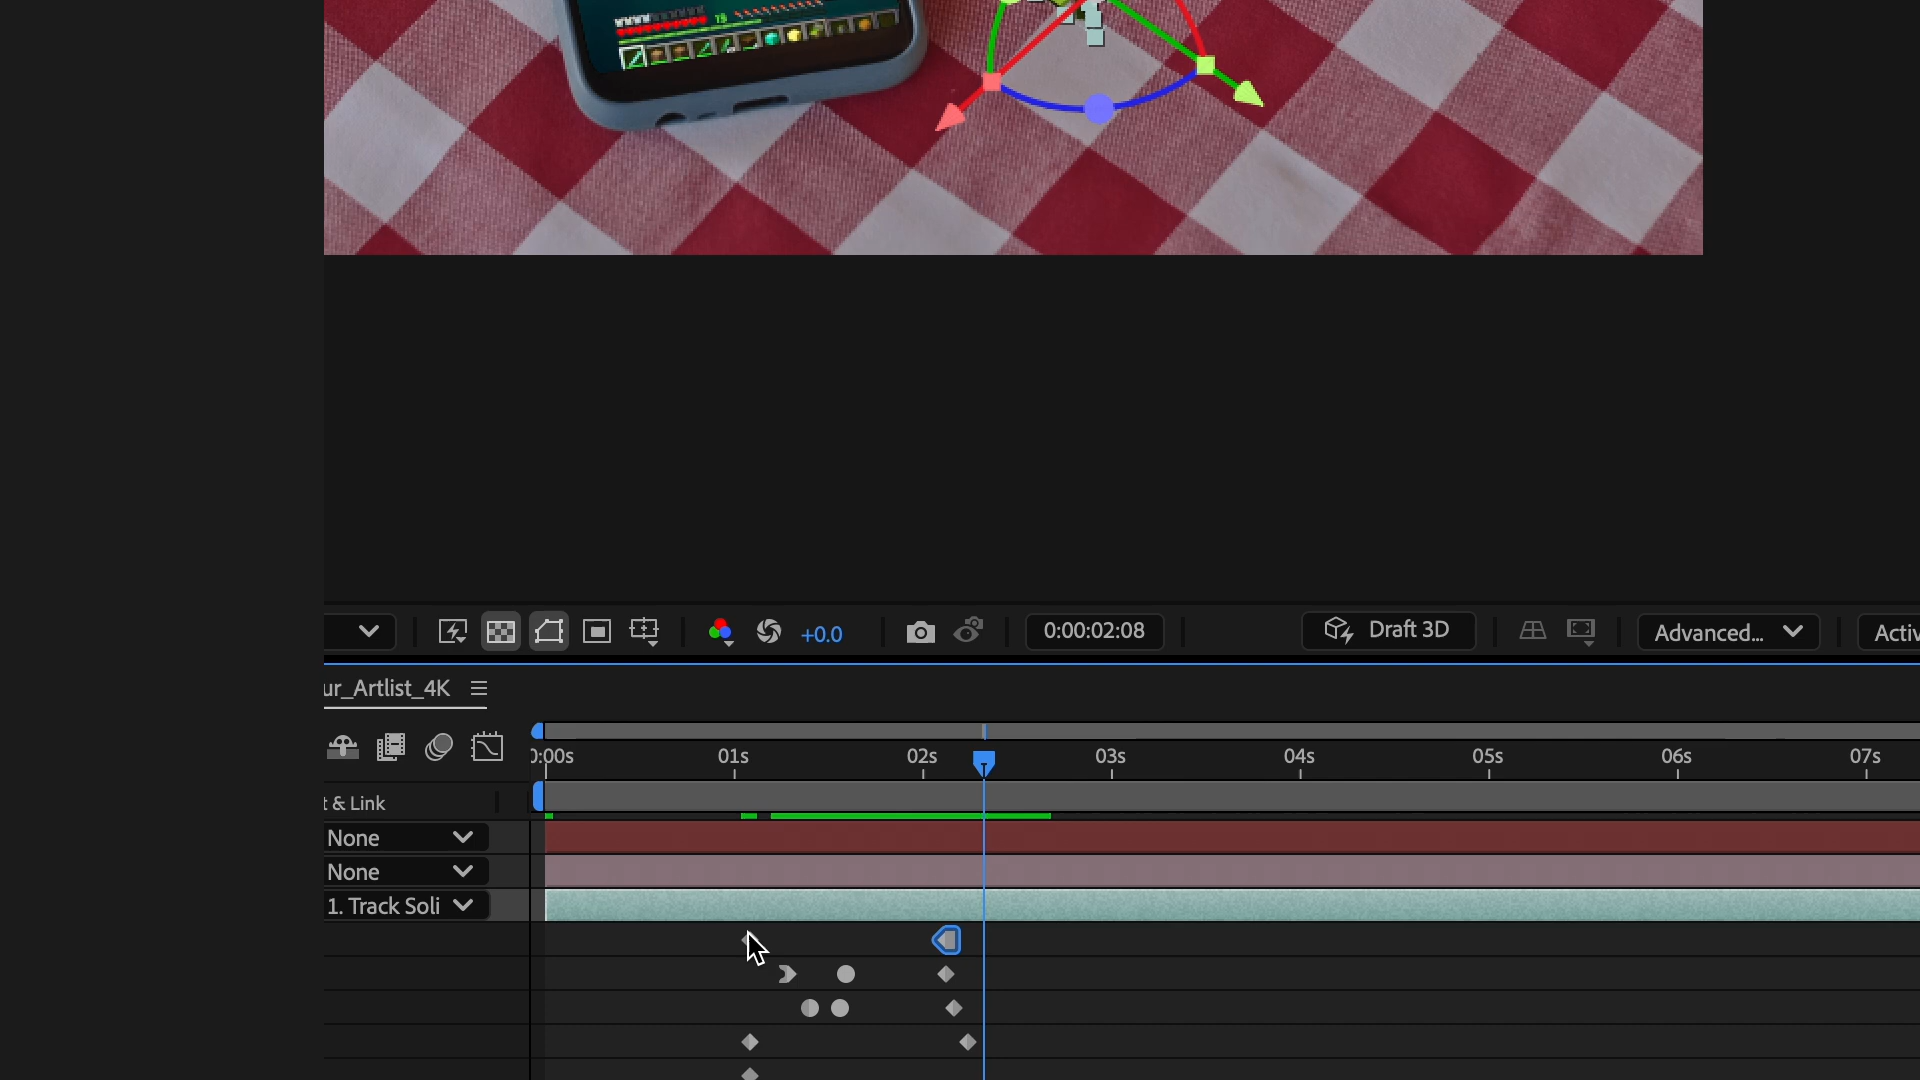 78
+0.0
0:00:02:08
Draft 3D
Advanced...
Activ
ur_Artlist_4K
0:00s 01s 02s 03s 04s 05s 06s 07s
t & Link
None
None
1. Track Soli